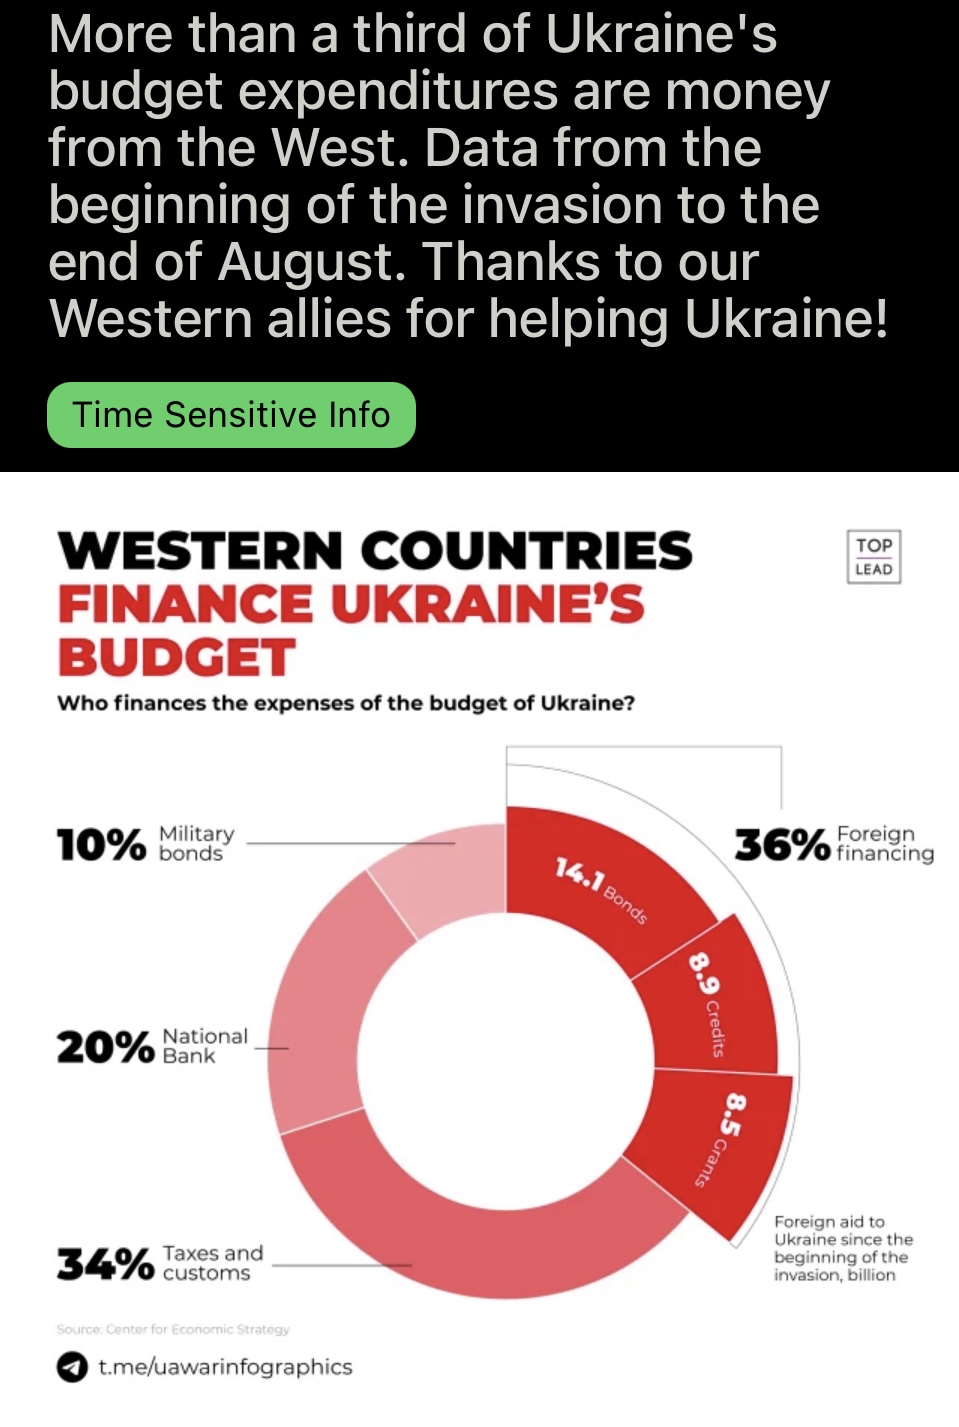 More than a third of Ukraine's
budget expenditures are money
from the West. Data from the
beginning of the invasion to the
end of August. Thanks to our
Western allies for helping Ukraine!
Time Sensitive Info
WESTERN COUNTRIES
FINANCE UKRAINE’S
BUDGET
TOP
LEAD
Who finances the expenses of the budget of Ukraine?
10% Military
bonds
36% Foreign
financing
14.1 Bonds
8.9 Credits
8.5 Grants
20% National
Bank
34% Taxes and
customs
Foreign aid to
Ukraine since the
beginning of the
invasion, billion
Source: Center for Economic Strategy
t.me/uawarinfographics